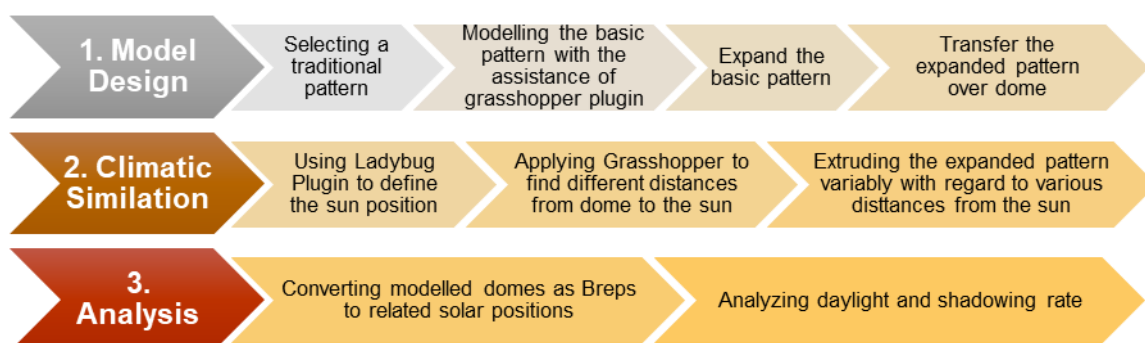 1. Model
Design
Selecting a
traditional
pattern
Modelling the basic
pattern with the
assistance of
grasshopper plugin
Expand the
basic pattern
Transfer the
expanded pattern
over dome
2. Climatic
Similation
Using Ladybug
Plugin to define
the sun position
Applying Grasshopper to
find different distances
from dome to the sun
Extruding the expanded pattern
variably with regard to various
disttances from the sun
3.
Analysis
Converting modelled domes as Breps
to related solar positions
Analyzing daylight and shadowing rate